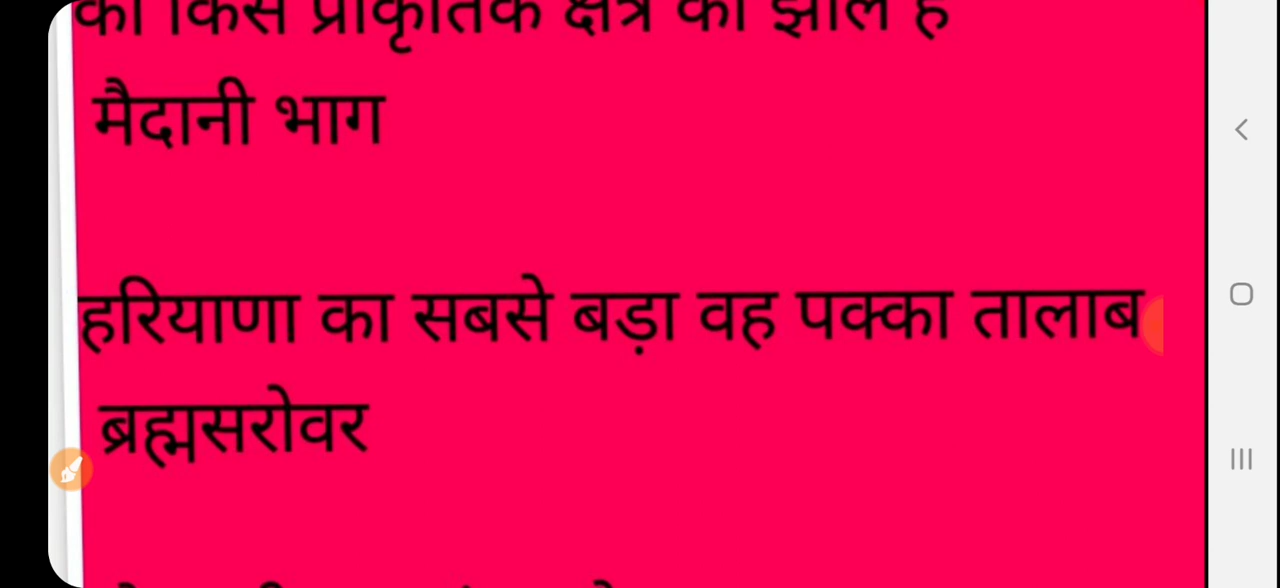 की किस प्राकृतिक क्षेत्र की झील है
मैदानी भाग
हरियाणा का सबसे बड़ा वह पक्का तालाब
ब्रह्मसरोवर